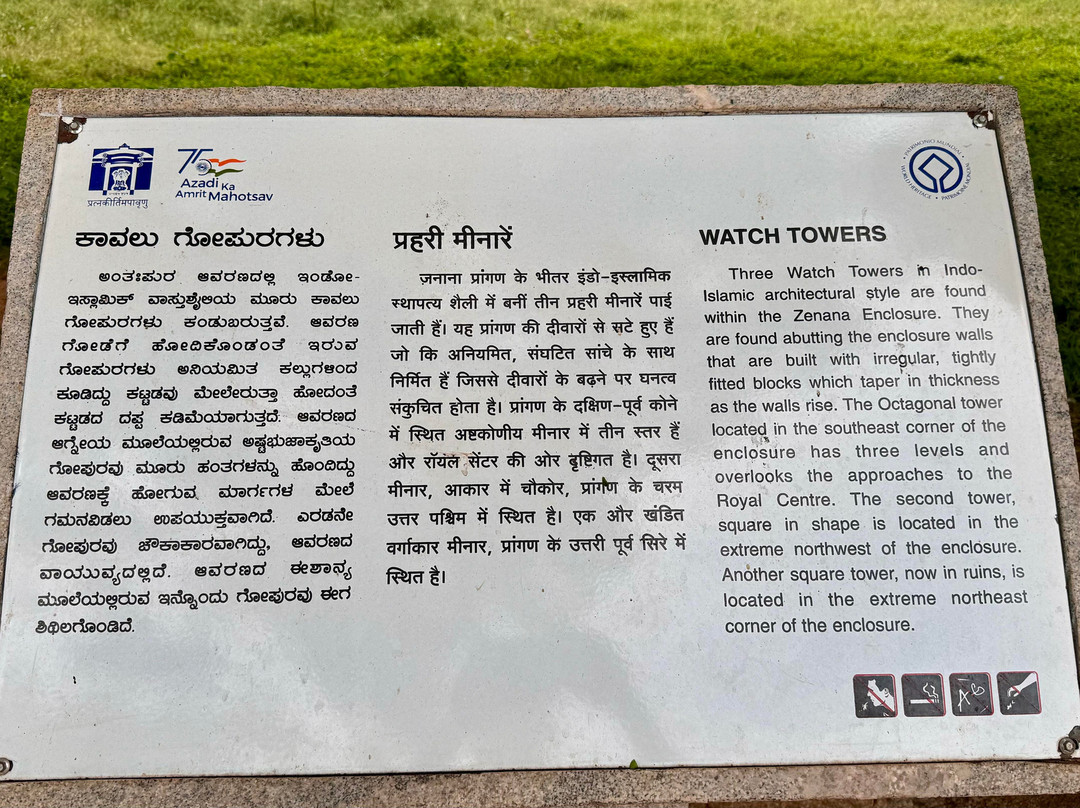 प्रत्नकीर्तिमपावृणु
75
Azadi Ka
Amrit Mahotsav
PATRIMONIO MUNDIAL • WORLD HERITAGE • PATRIMOINE MONDIAL
ಕಾವಲು ಗೋಪುರಗಳು
ಅಂತಃಪುರ ಆವರಣದಲ್ಲಿ ಇಂಡೋ-
ಇಸ್ಲಾಮಿಕ್ ವಾಸ್ತುಶೈಲಿಯ ಮೂರು ಕಾವಲು
ಗೋಪುರಗಳು ಕಂಡುಬರುತ್ತವೆ. ಆವರಣ
ಗೋಡೆಗೆ ಹೊದಿಕೊಂಡಂತೆ ಇರುವ
ಗೋಪುರಗಳು ಅನಿಯಮಿತ ಕಲ್ಲುಗಳಿಂದ
ಕೂಡಿದ್ದು ಕಟ್ಟಡವು ಮೇಲೇರುತ್ತಾ ಹೋದಂತೆ
ಕಟ್ಟಡದ ದಪ್ಪ ಕಡಿಮೆಯಾಗುತ್ತದೆ. ಆವರಣದ
ಆಗ್ನೇಯ ಮೂಲೆಯಲ್ಲಿರುವ ಅಷ್ಟಭುಜಾಕೃತಿಯ
ಗೋಪುರವು ಮೂರು ಹಂತಗಳನ್ನು ಹೊಂದಿದ್ದು
ಆವರಣಕ್ಕೆ ಹೋಗುವ ಮಾರ್ಗಗಳ ಮೇಲೆ
ಗಮನವಿಡಲು ಉಪಯುಕ್ತವಾಗಿದೆ. ಎರಡನೇ
ಗೋಪುರವು ಚೌಕಾಕಾರವಾಗಿದ್ದು, ಆವರಣದ
ವಾಯುವ್ಯದಲ್ಲಿದೆ. ಆವರಣದ ಈಶಾನ್ಯ
ಮೂಲೆಯಲ್ಲಿರುವ ಇನ್ನೊಂದು ಗೋಪುರವು ಈಗ
ಶಿಥಿಲಗೊಂಡಿದೆ.
प्रहरी मीनारें
ज़नाना प्रांगण के भीतर इंडो-इस्लामिक
स्थापत्य शैली में बनीं तीन प्रहरी मीनारें पाई
जाती हैं। यह प्रांगण की दीवारों से सटे हुए हैं
जो कि अनियमित, संघटित सांचे के साथ
निर्मित हैं जिससे दीवारों के बढ़ने पर घनत्व
संकुचित होता है। प्रांगण के दक्षिण-पूर्व कोने
में स्थित अष्टकोणीय मीनार में तीन स्तर हैं
और रॉयल सेंटर की ओर दृष्टिगत है। दूसरा
मीनार, आकार में चौकोर, प्रांगण के चरम
उत्तर पश्चिम में स्थित है। एक और खंडित
वर्गाकार मीनार, प्रांगण के उत्तरी पूर्व सिरे में
स्थित है।
WATCH TOWERS
Three Watch Towers in Indo-
Islamic architectural style are found
within the Zenana Enclosure. They
are found abutting the enclosure walls
that are built with irregular, tightly
fitted blocks which taper in thickness
as the walls rise. The Octagonal tower
located in the southeast corner of the
enclosure has three levels and
overlooks the approaches to the
Royal Centre. The second tower,
square in shape is located in the
extreme northwest of the enclosure.
Another square tower, now in ruins, is
located in the extreme northeast
corner of the enclosure.